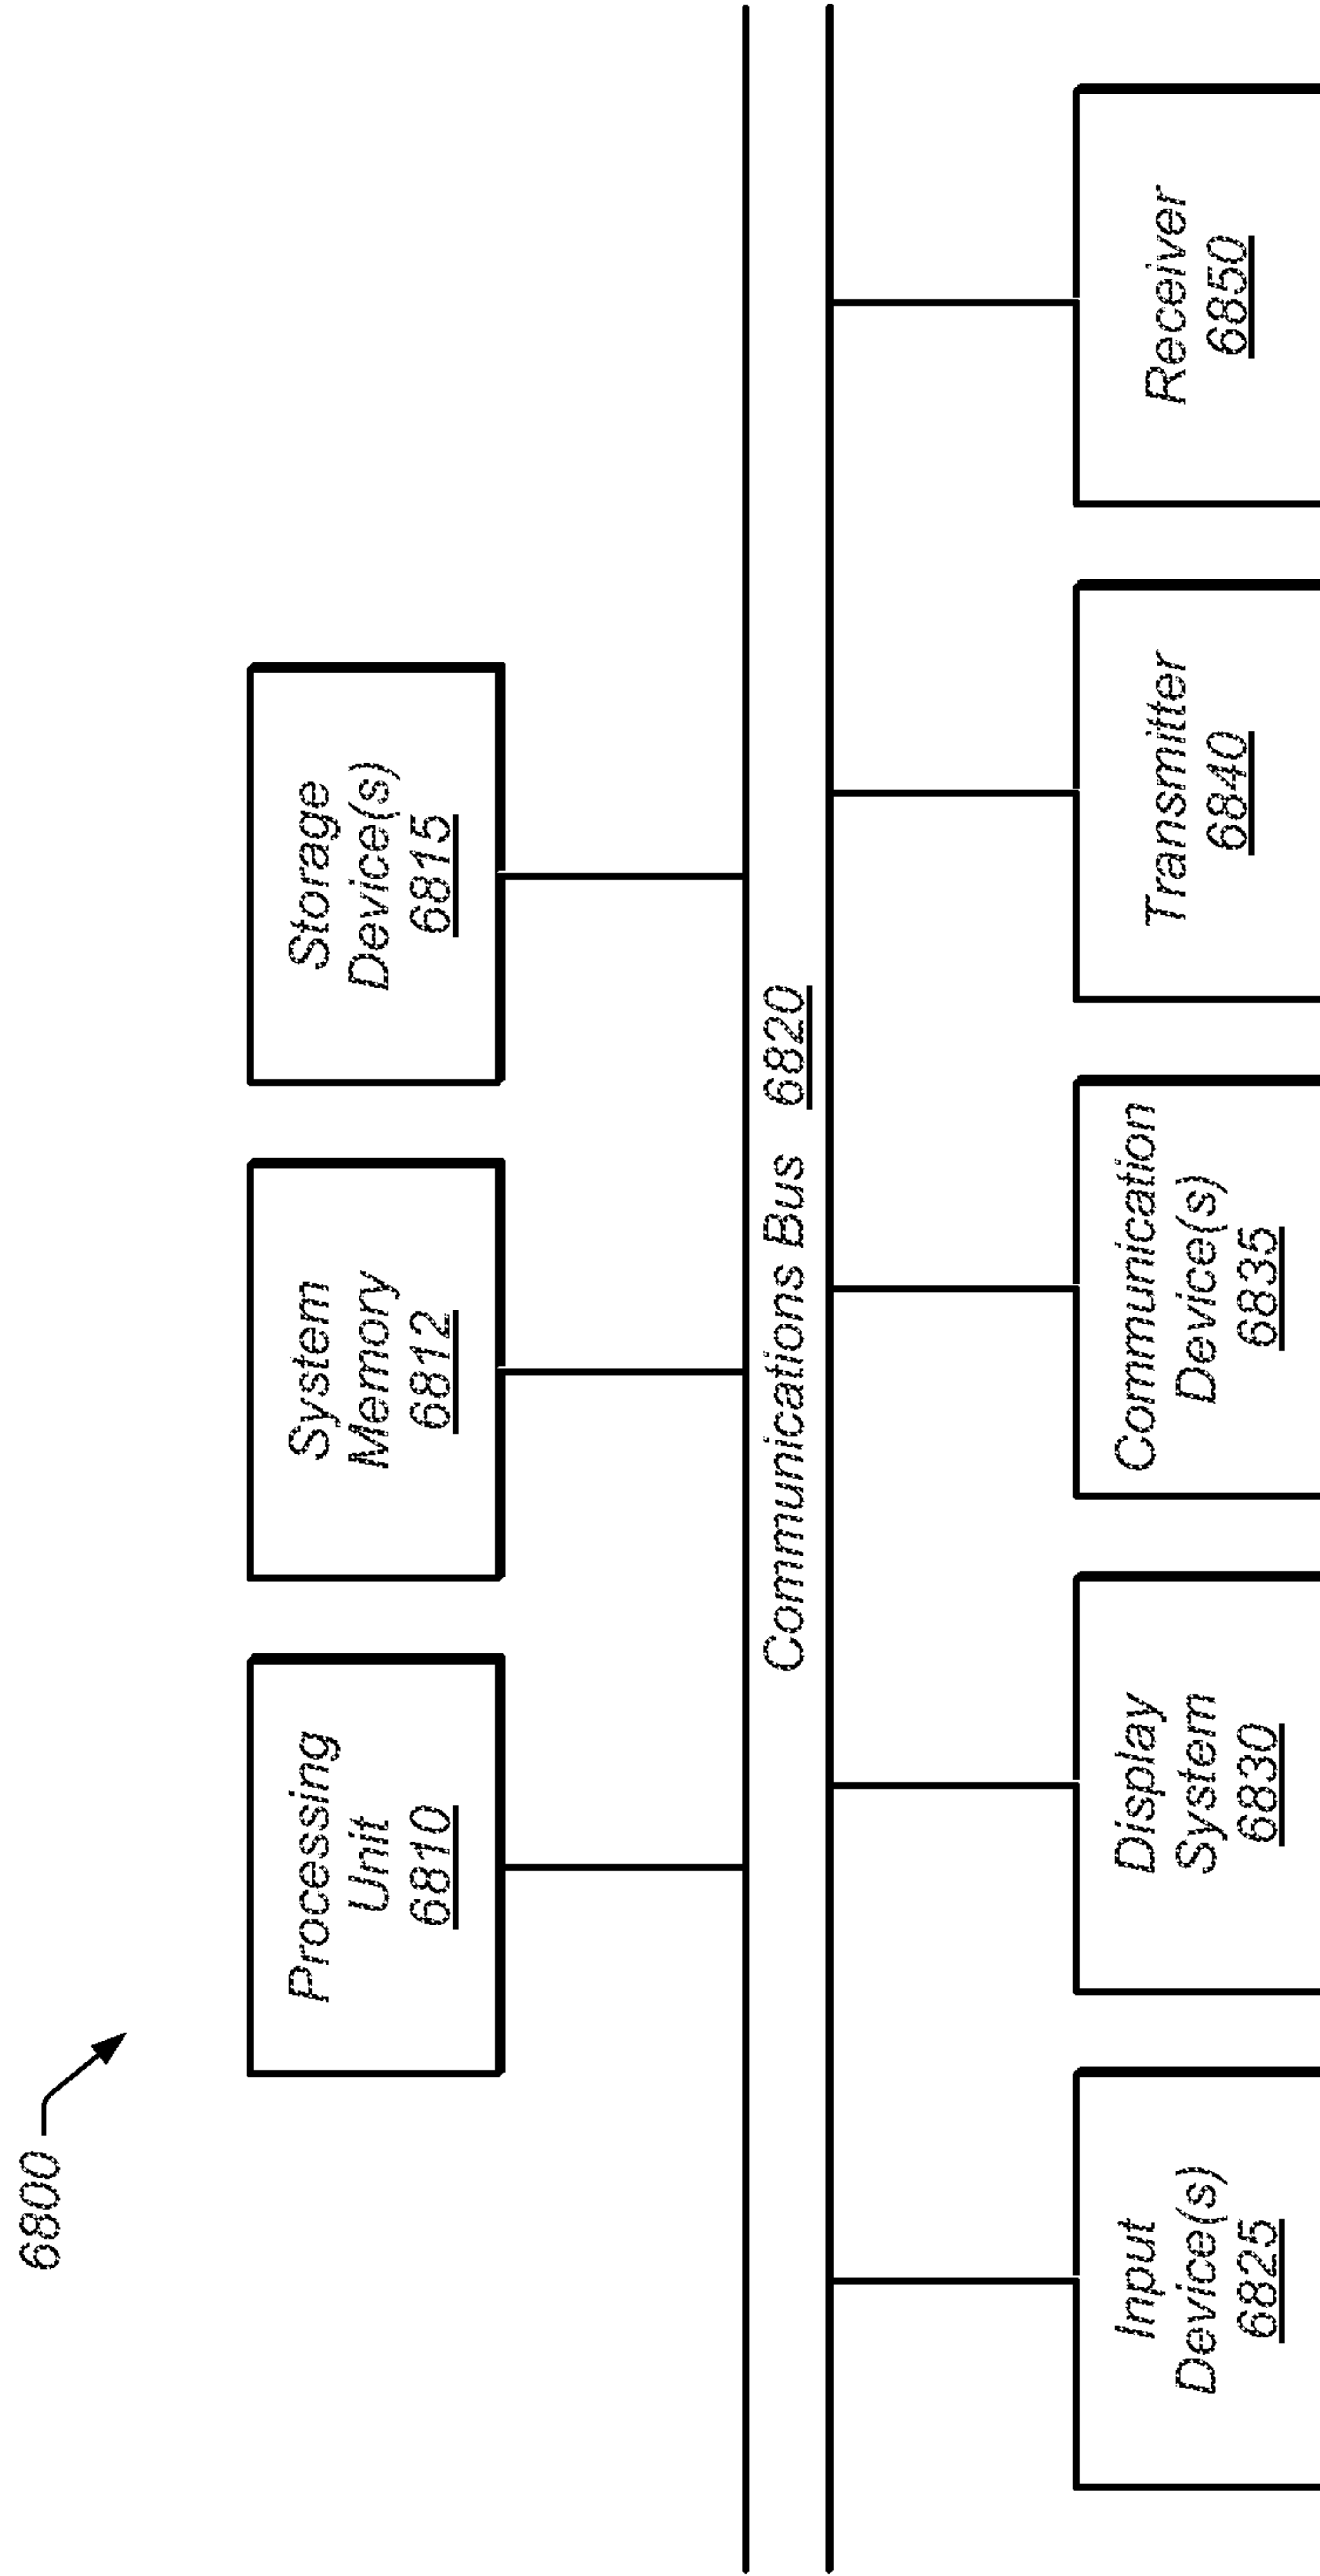 6800
Processing
Unit
6810
System
Memory
6812
Storage
Device(s)
6815
Communications Bus 6820
Input
Device(s)
6825
Display
System
6830
Communication
Device(s)
6835
Transmitter
6840
Receiver
6850